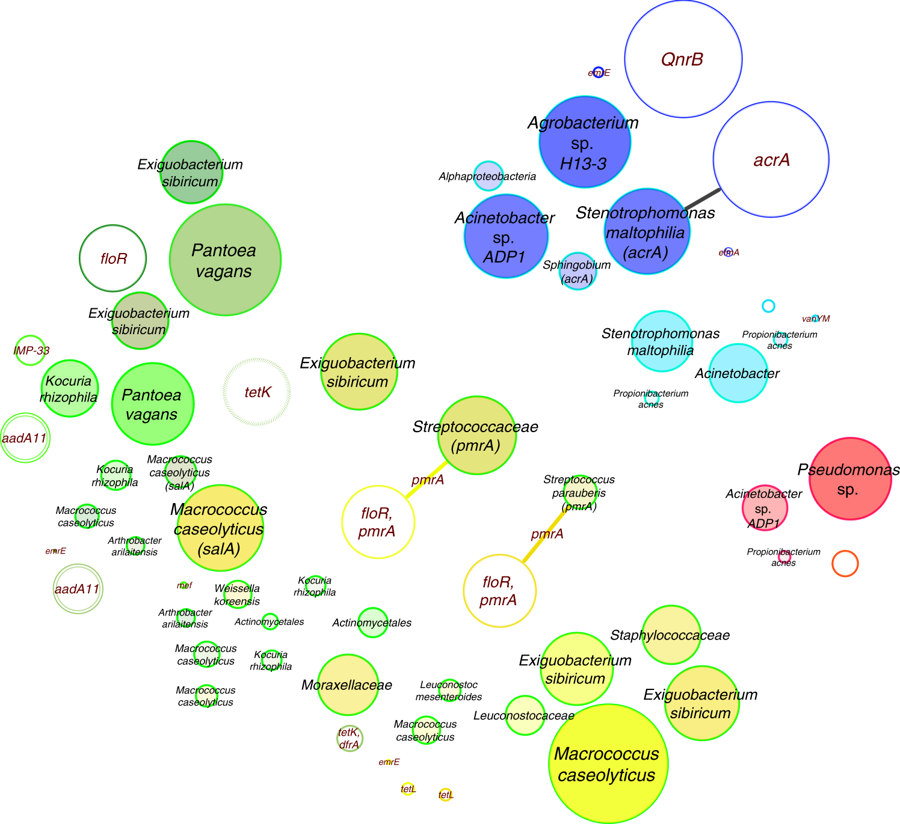 QnrB
emrE
Agrobacterium
sp.
H13-3
acrA
Exiguobacterium
sibiricum
Alphaproteobacteria
Acinetobacter
sp.
ADP1
Stenotrophomonas
maltophilia
(acrA)
Pantoea
vagans
floR
Sphingobium
(acrA)
Exiguobacterium
sibiricum
vanYM
Stenotrophomonas
maltophilia
Propionibacterium
acnes
IMP-33
Exiguobacterium
sibiricum
Acinetobacter
Kocuria
rhizophila
Pantoea
vagans
tetK
Propionibacterium
acnes
aadA11
Streptococcaceae
(pmrA)
Macrococcus
caseolyticus
(salA)
Kocuria
rhizophila
pmrA
Streptococcus
parauberis
(pmrA)
Pseudomonas
sp.
Acinetobacter
sp.
ADP1
Macrococcus
caseolyticus
Macrococcus
caseolyticus
(salA)
floR,
pmrA
pmrA
emrE
Arthrobacter
arilaitensis
Propionibacterium
acnes
aadA11
mef
Weissella
koreensis
Kocuria
rhizophila
floR,
pmrA
Arthrobacter
arilaitensis
Actinomycetales
Actinomycetales
Staphylococcaceae
Macrococcus
caseolyticus
Kocuria
rhizophila
Exiguobacterium
sibiricum
Macrococcus
caseolyticus
Moraxellaceae
Leuconostoc
mesenteroides
Exiguobacterium
sibiricum
Leuconostocaceae
tetK,
dfrA
Macrococcus
caseolyticus
Macrococcus
caseolyticus
emrE
tetL
tetL